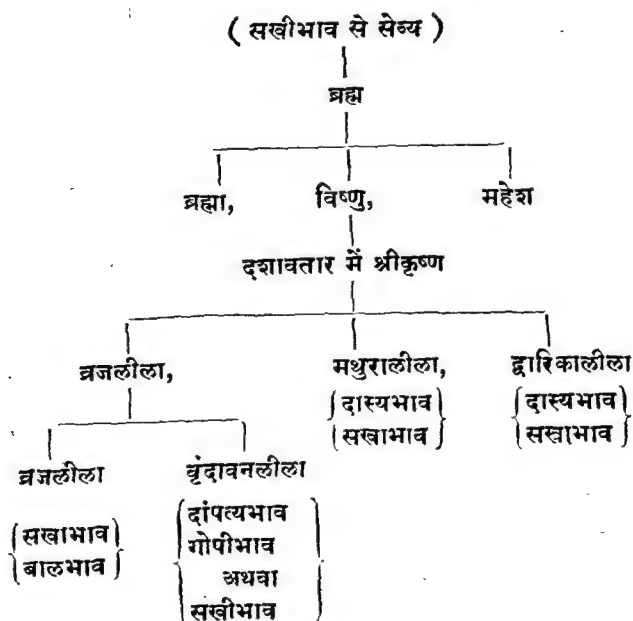 ( सखीभाव से सेव्य )
ब्रह्म
ब्रह्मा, विष्णु, महेश
दशावतार में श्रीकृष्ण
व्रजलीला, मथुरालीला, द्वारिकालीला
{दास्यभाव} {दास्यभाव}
{सखाभाव} {सखाभाव}
व्रजलीला वृंदावनलीला
{सखाभाव} {दांपत्यभाव
{बालभाव} गोपीभाव
अथवा
सखीभाव}